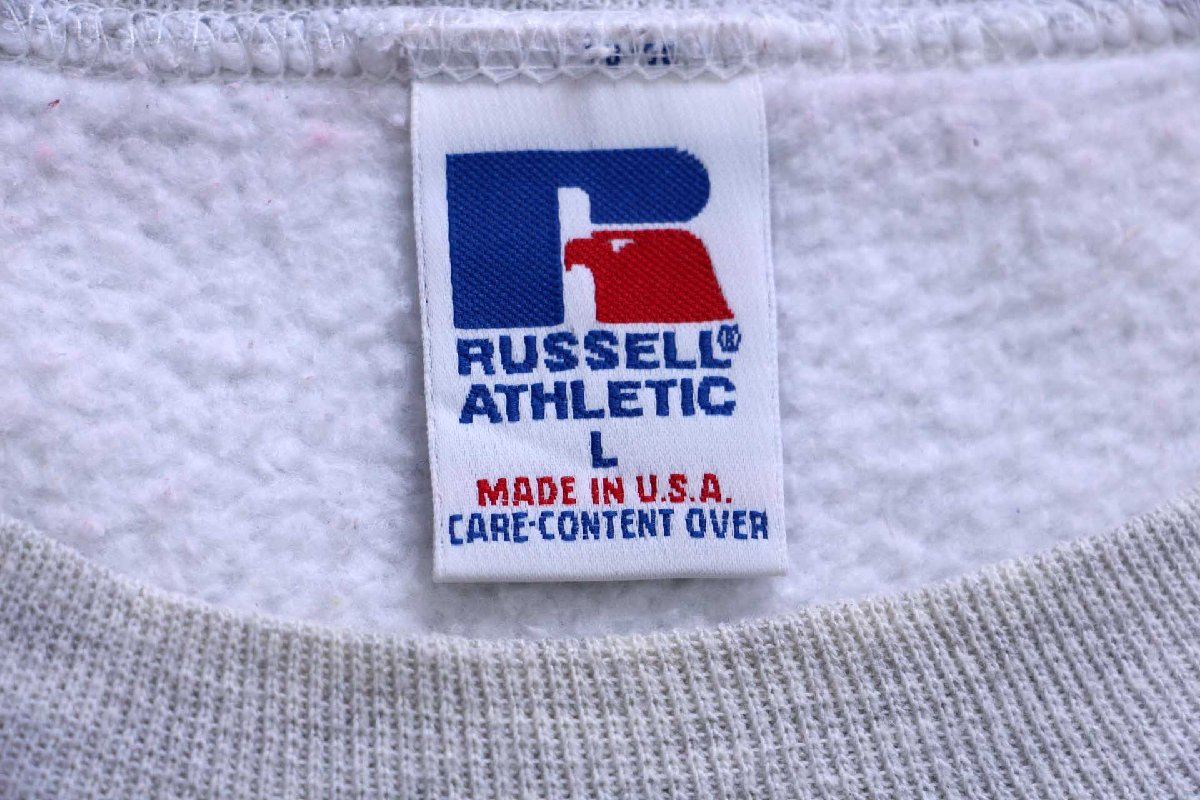 RUSSELL®
ATHLETIC
L
MADE IN U.S.A.
CARE-CONTENT OVER